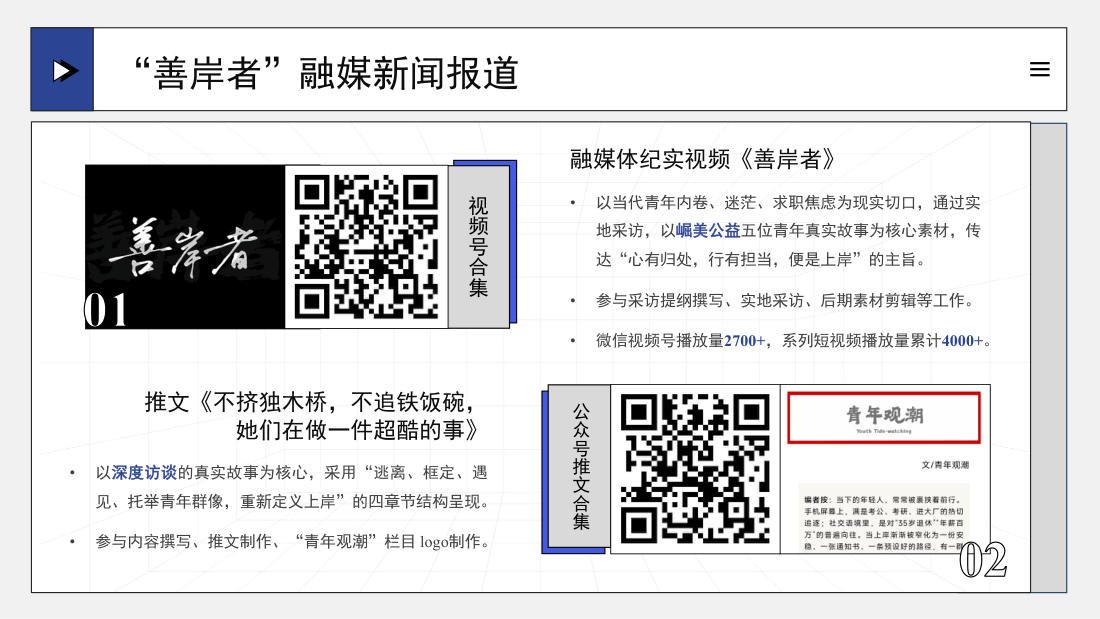 “善岸者”融媒新闻报道
善岸者
01
视频号合集
融媒体纪实视频《善岸者》
• 以当代青年内卷、迷茫、求职焦虑为现实切口，通过实
地采访，以崛美公益五位青年真实故事为核心素材，传
达“心有归处，行有担当，便是上岸”的主旨。
• 参与采访提纲撰写、实地采访、后期素材剪辑等工作。
• 微信视频号播放量2700+，系列短视频播放量累计4000+。
推文《不挤独木桥，不追铁饭碗，
她们在做一件超酷的事》
• 以深度访谈的真实故事为核心，采用“逃离、框定、遇
见、托举青年群像，重新定义上岸”的四章节结构呈现。
• 参与内容撰写、推文制作、“青年观潮”栏目 logo制作。
公众号推文合集
青年观潮
Youth Tide-watching
文/青年观潮
编者按：当下的年轻人，常常被裹挟着前行。
手机屏幕上，满是考公、考研、进大厂的热切
追逐；社交语境里，是对“35岁退休”“年薪百
万”的普遍向往。当上岸渐渐被窄化为一份安
稳、一张通知书、一条预设好的路径，有一群
02